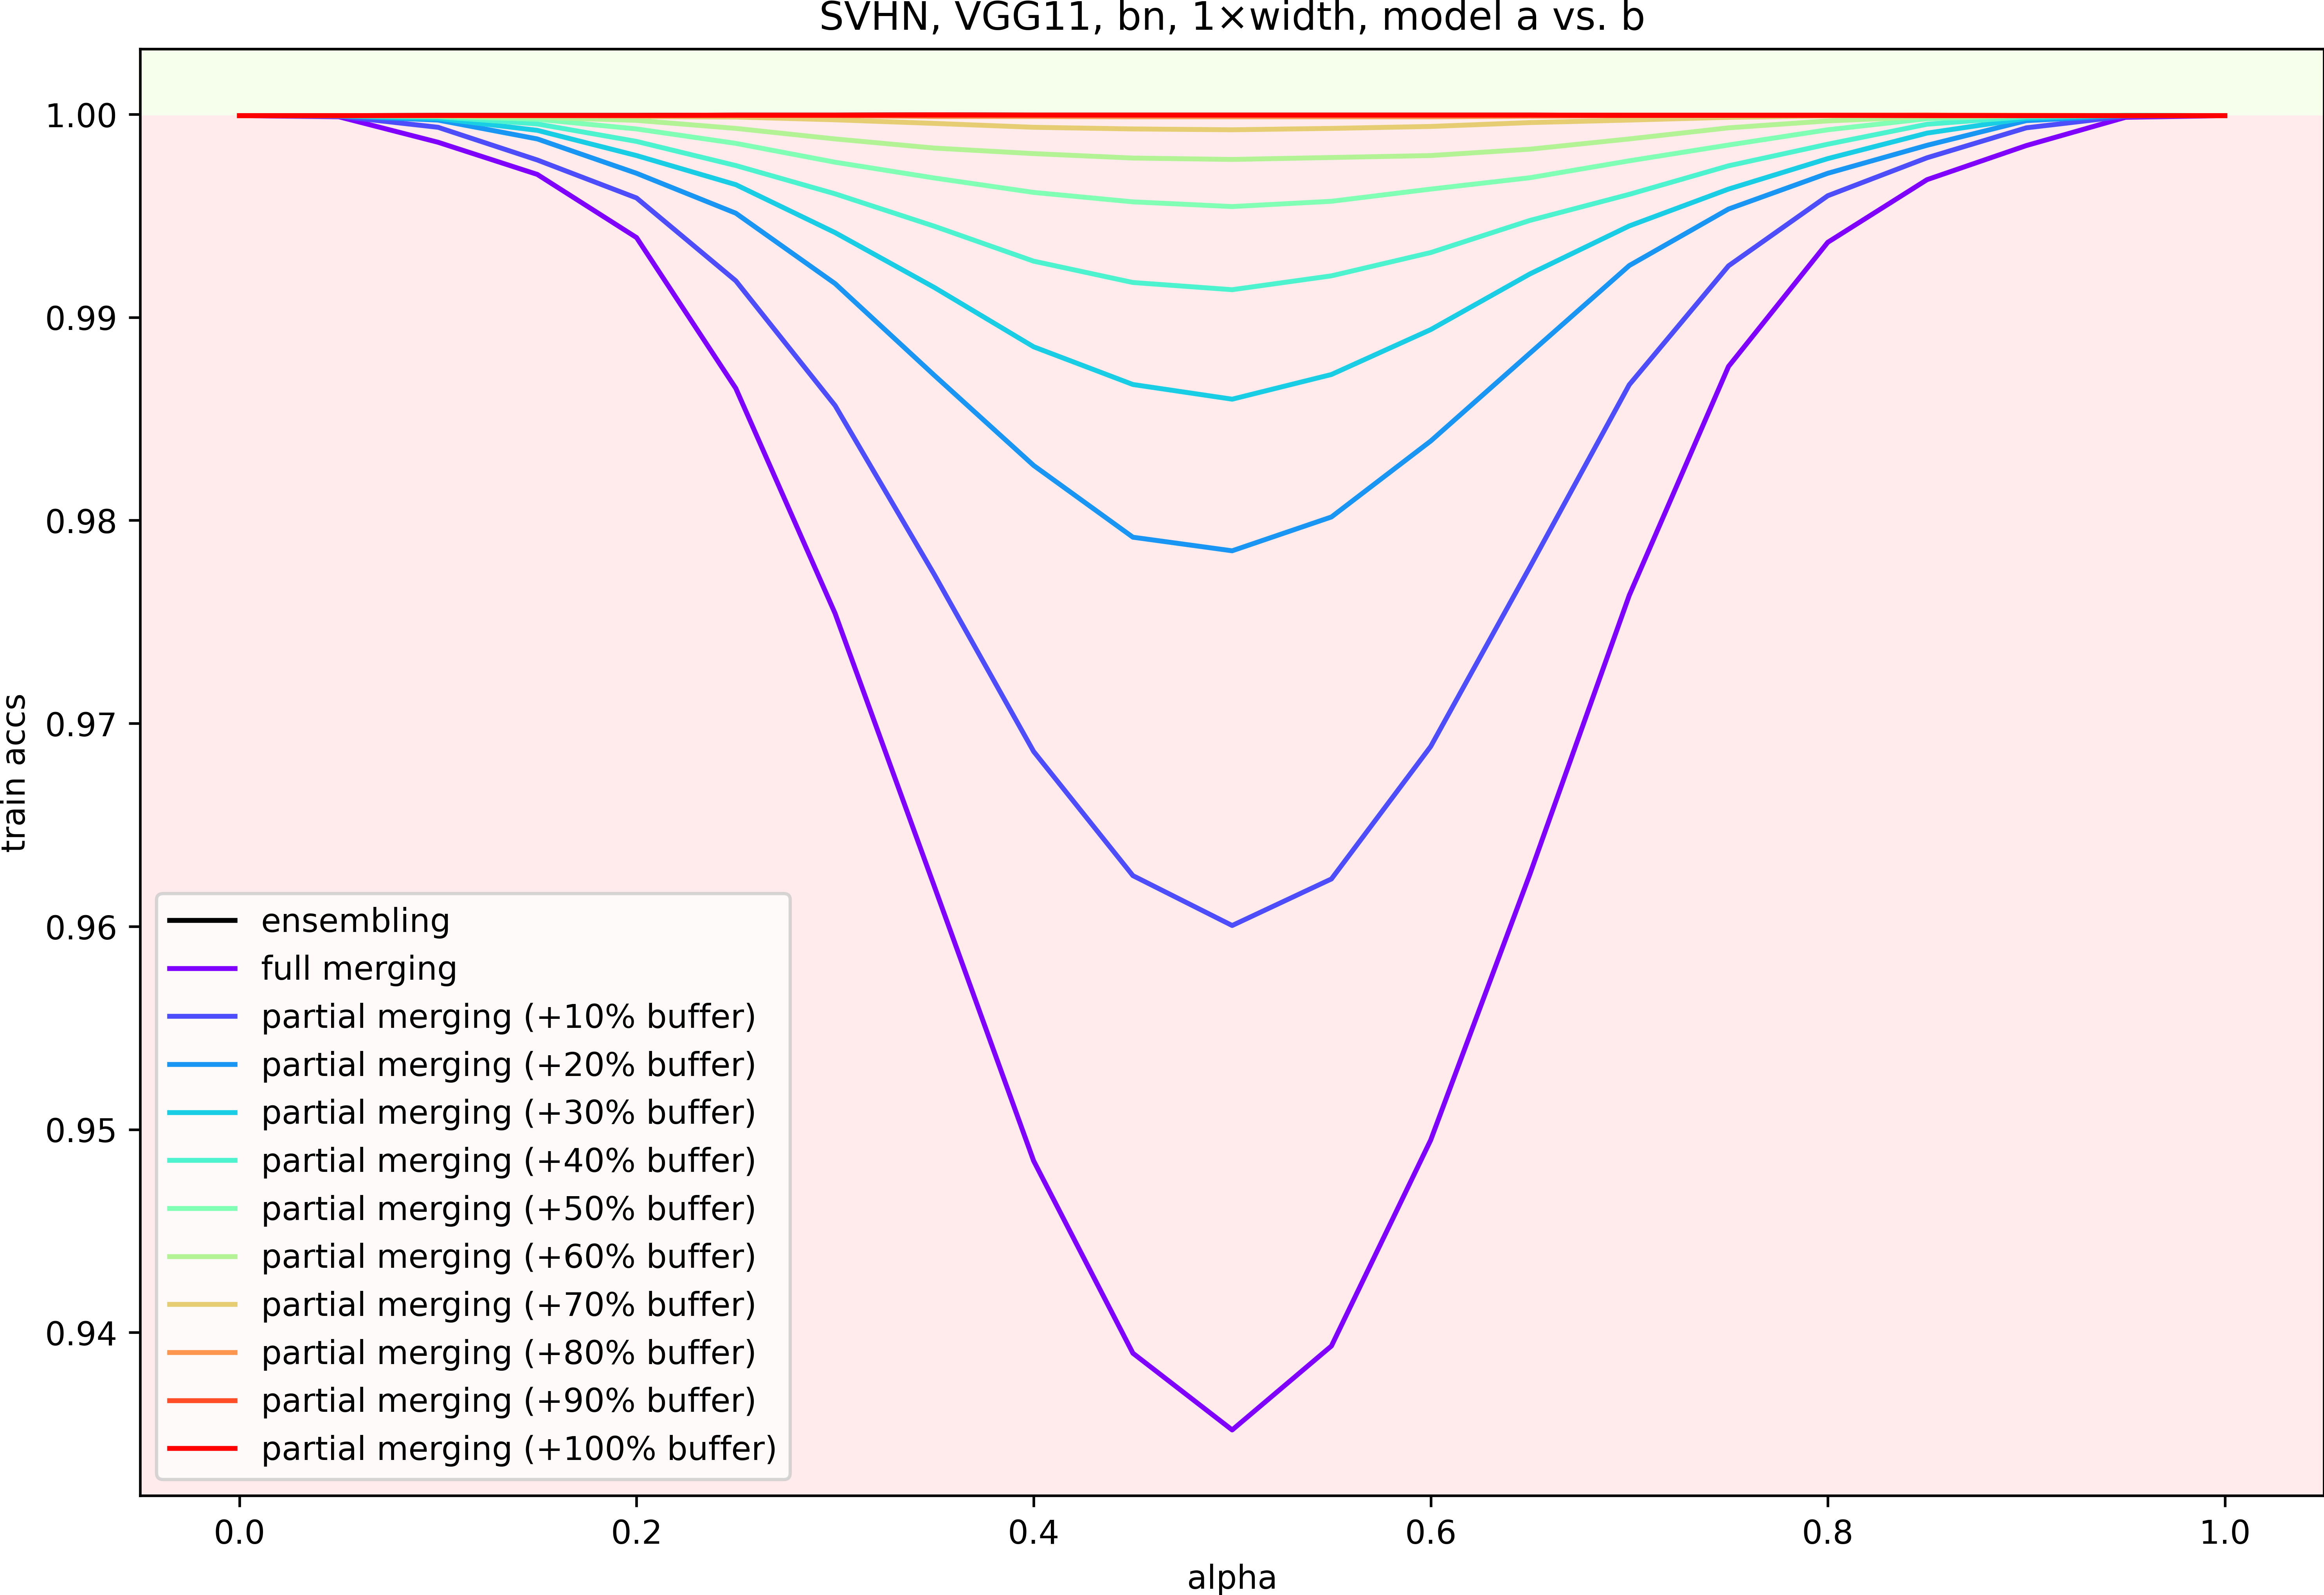 SVHN, VGG11, bn, 1×width, model a vs. b
train accs
1.00
0.99
0.98
0.97
0.96
0.95
0.94
ensembling
full merging
partial merging (+10% buffer)
partial merging (+20% buffer)
partial merging (+30% buffer)
partial merging (+40% buffer)
partial merging (+50% buffer)
partial merging (+60% buffer)
partial merging (+70% buffer)
partial merging (+80% buffer)
partial merging (+90% buffer)
partial merging (+100% buffer)
0.0
0.2
0.4
0.6
0.8
1.0
alpha